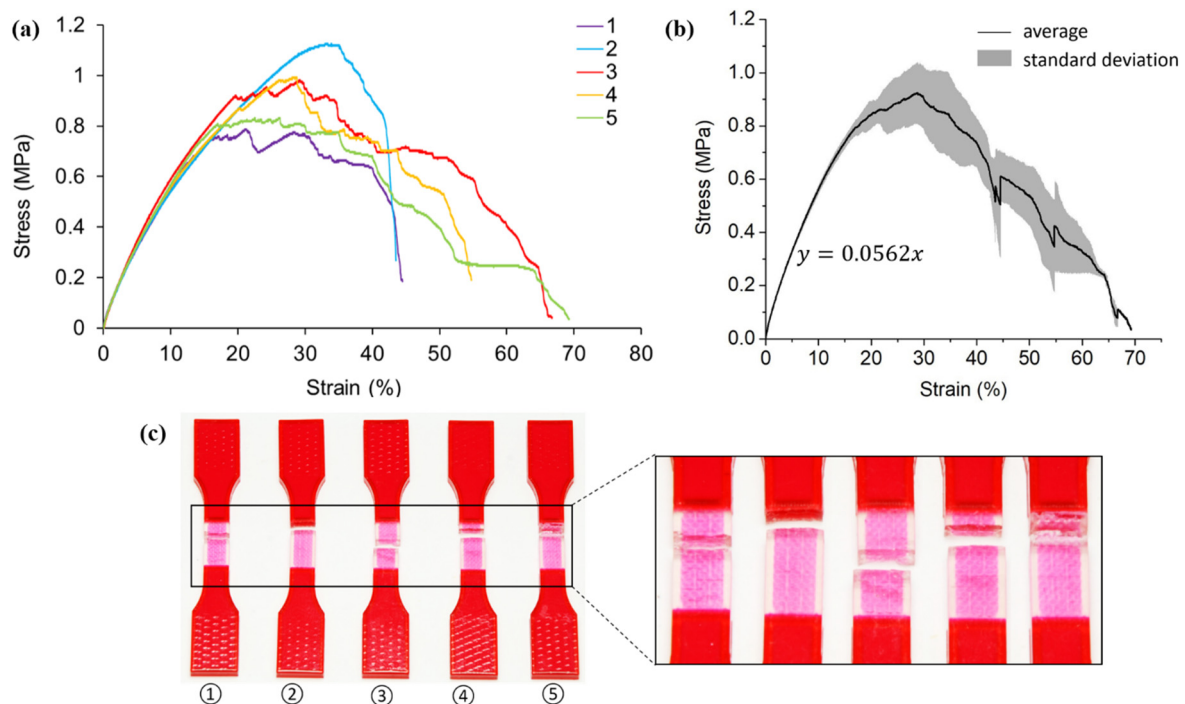 (a)
Stress (MPa)
1.2
1
0.8
0.6
0.4
0.2
0
0 10 20 30 40 50 60 70 80
Strain (%)
1
2
3
4
5
(b)
Stress (MPa)
1.2
1.0
0.8
0.6
0.4
0.2
0.0
0 10 20 30 40 50 60 70
Strain (%)
average
standard deviation
y = 0.0562x
(c)
① ② ③ ④ ⑤